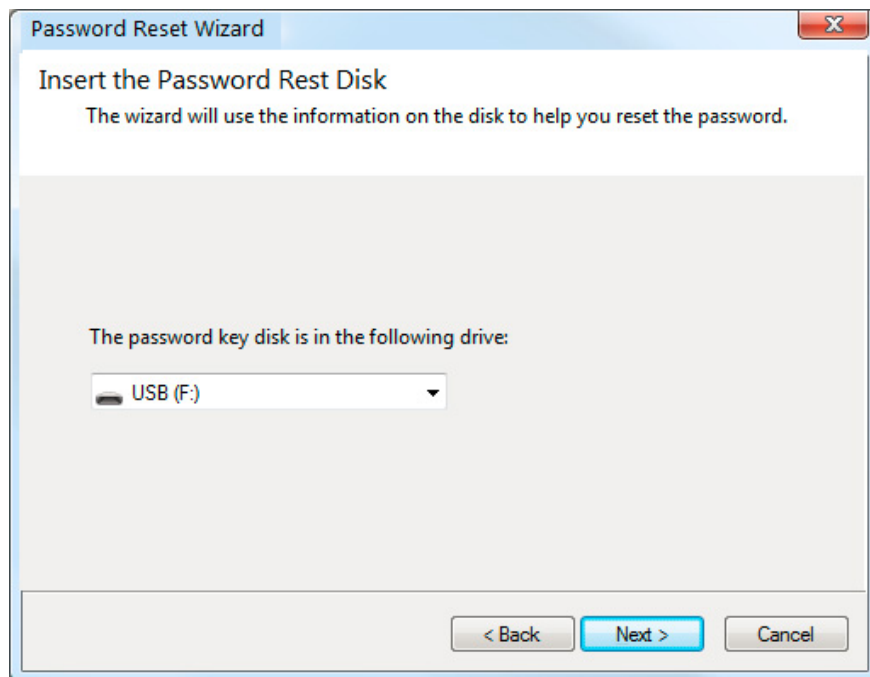 Password Reset Wizard
Insert the Password Rest Disk
The wizard will use the information on the disk to help you reset the password.
The password key disk is in the following drive:
USB (F:)
< Back Next > Cancel